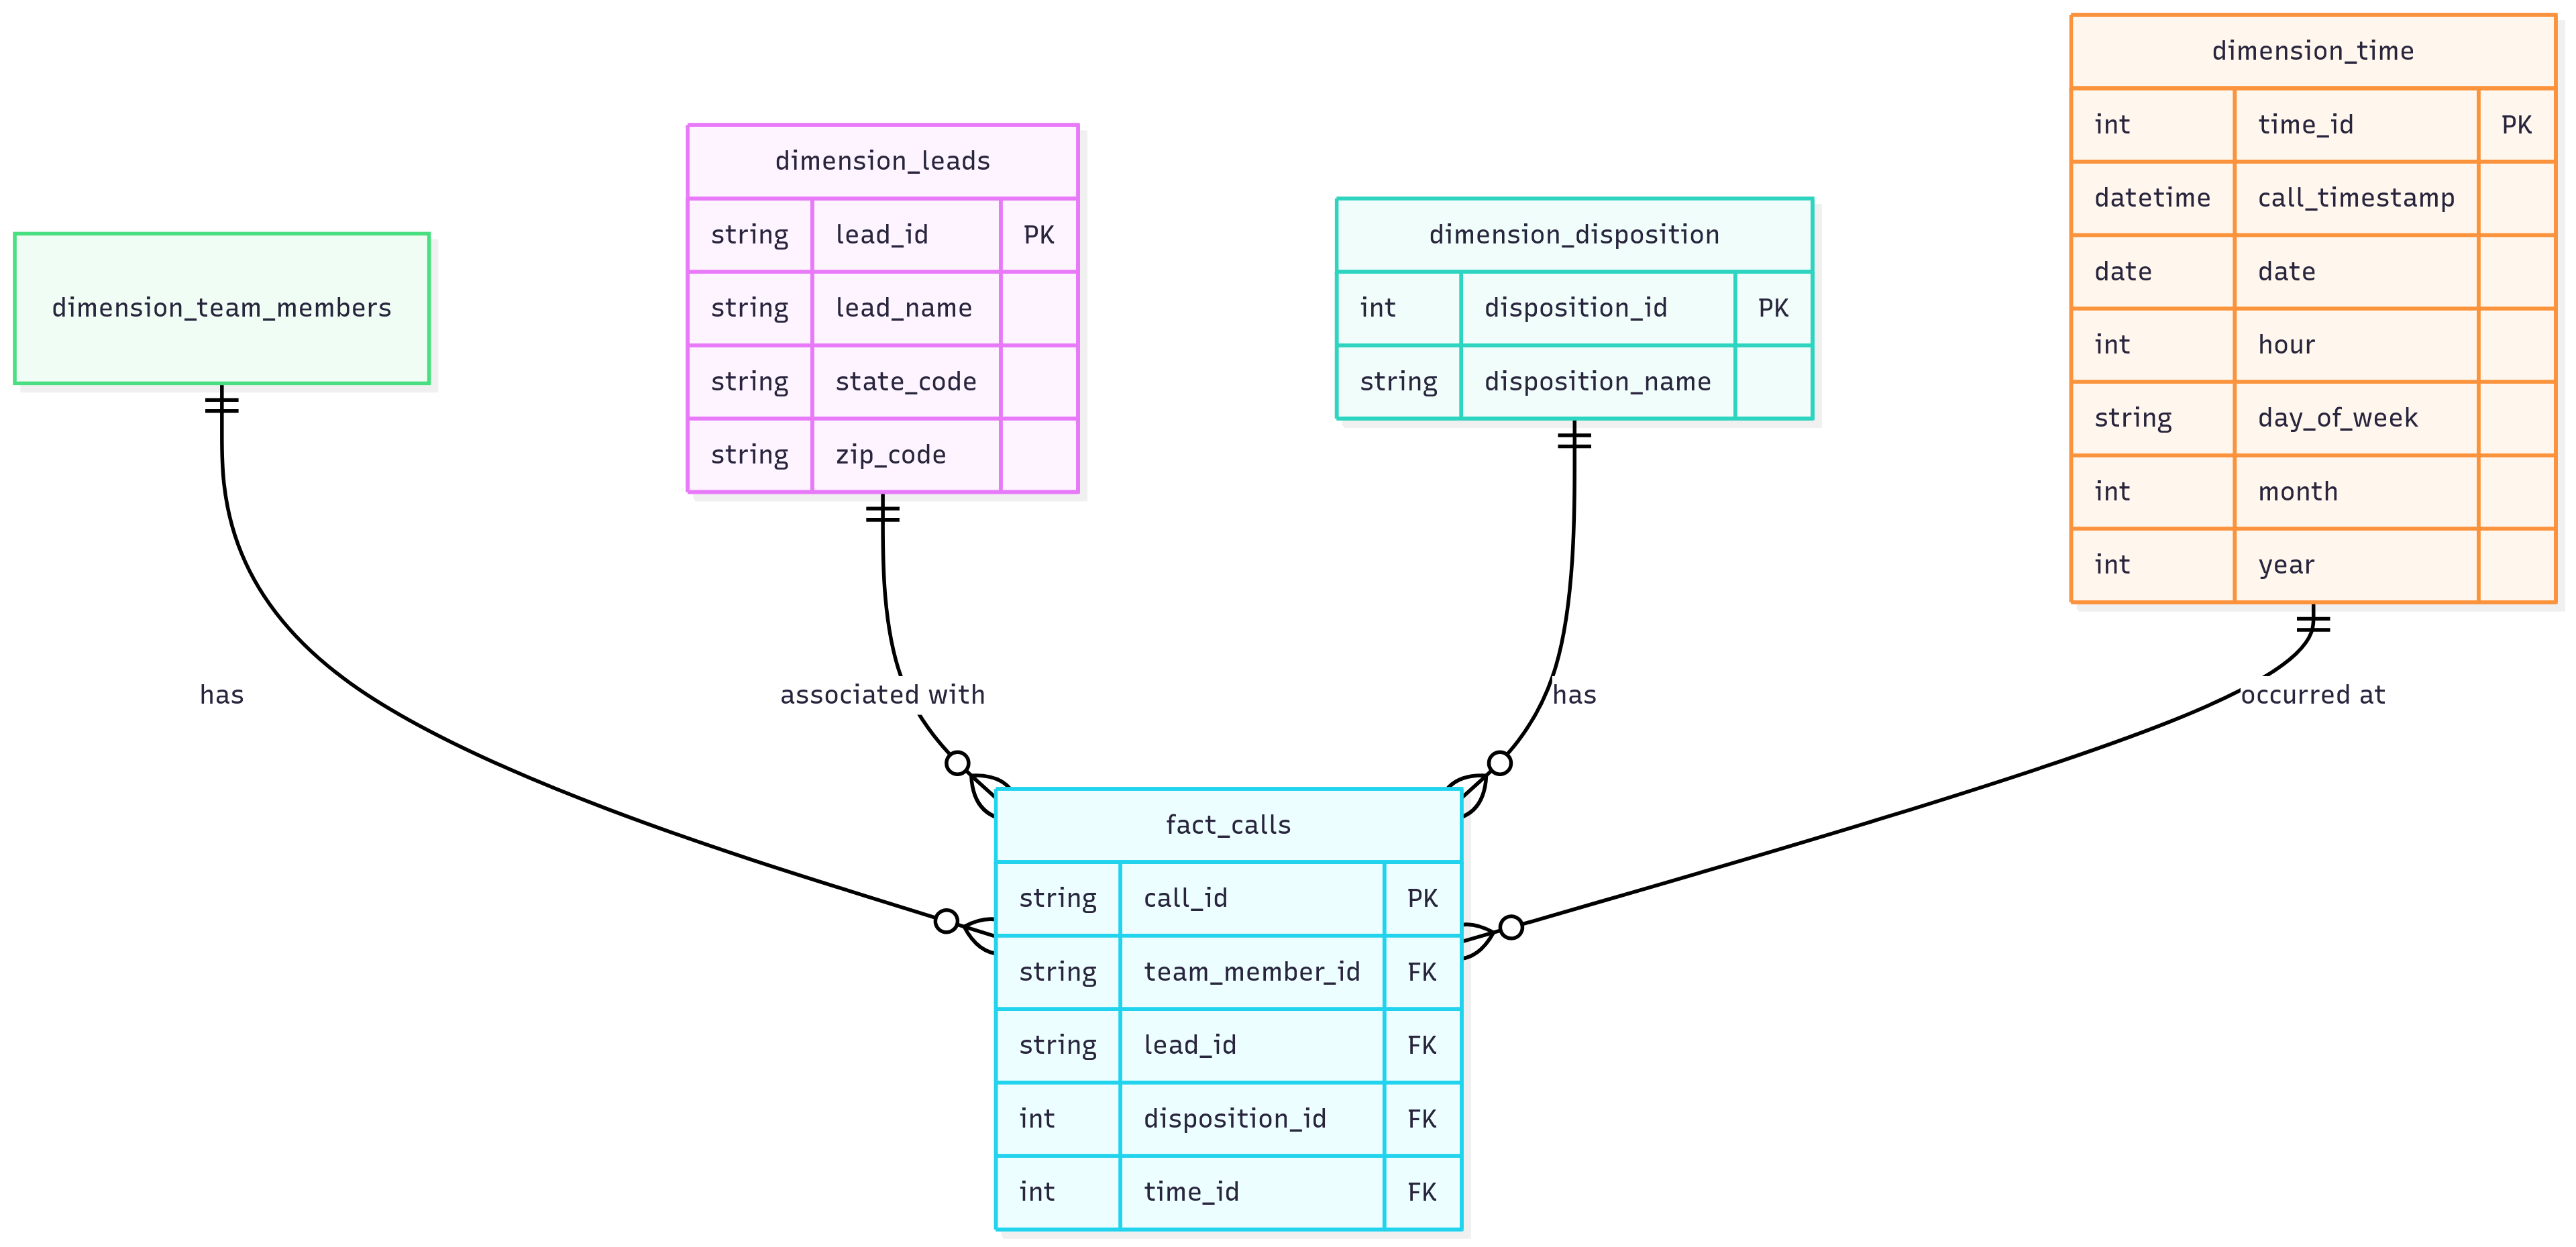 dimension_team_members
dimension_leads
string lead_id PK
string lead_name
string state_code
string zip_code
dimension_disposition
int disposition_id PK
string disposition_name
dimension_time
int time_id PK
datetime call_timestamp
date date
int hour
string day_of_week
int month
int year
has
associated with
has
occurred at
fact_calls
string call_id PK
string team_member_id FK
string lead_id FK
int disposition_id FK
int time_id FK